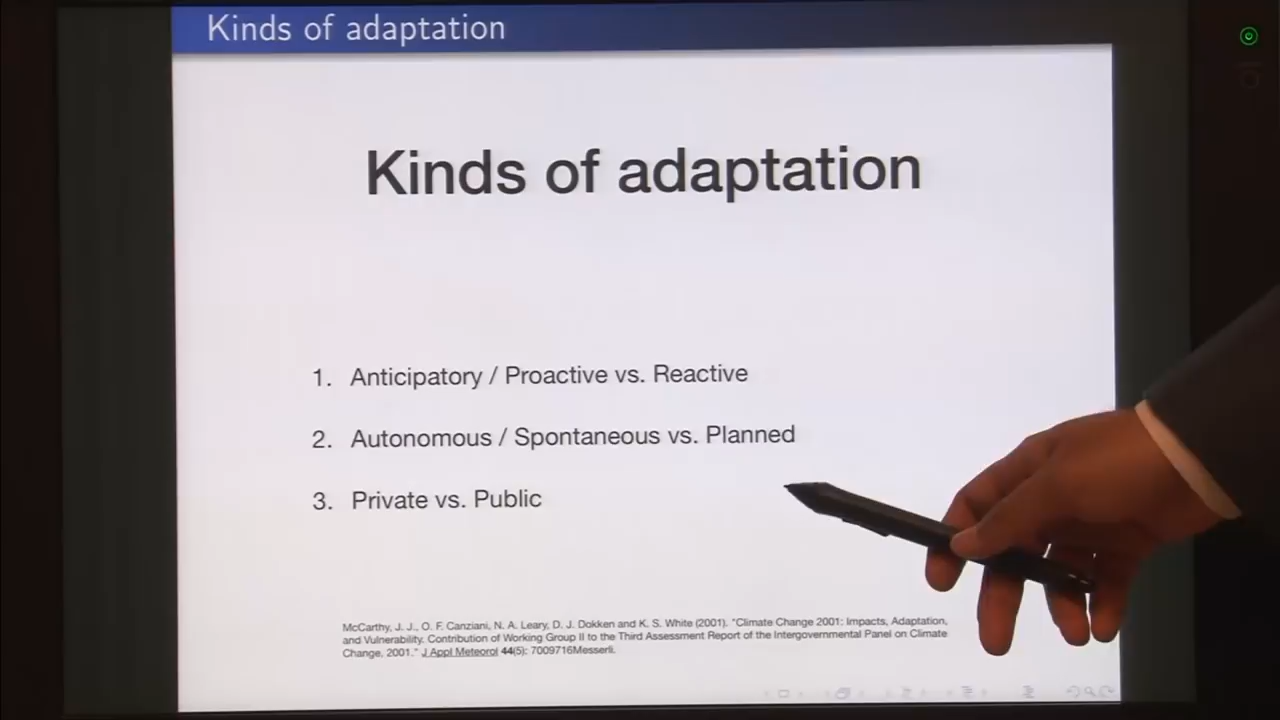 Kinds of adaptation
Kinds of adaptation
1. Anticipatory / Proactive vs. Reactive
2. Autonomous / Spontaneous vs. Planned
3. Private vs. Public
McCarthy, J. J., O. F. Canziani, N. A. Leary, D. J. Dokken and K. S. White (2001). "Climate Change 2001: Impacts, Adaptation,
and Vulnerability. Contribution of Working Group II to the Third Assessment Report of the Intergovernmental Panel on Climate
Change, 2001." J Appl Meteorol 44(5): 7009716Messerli.